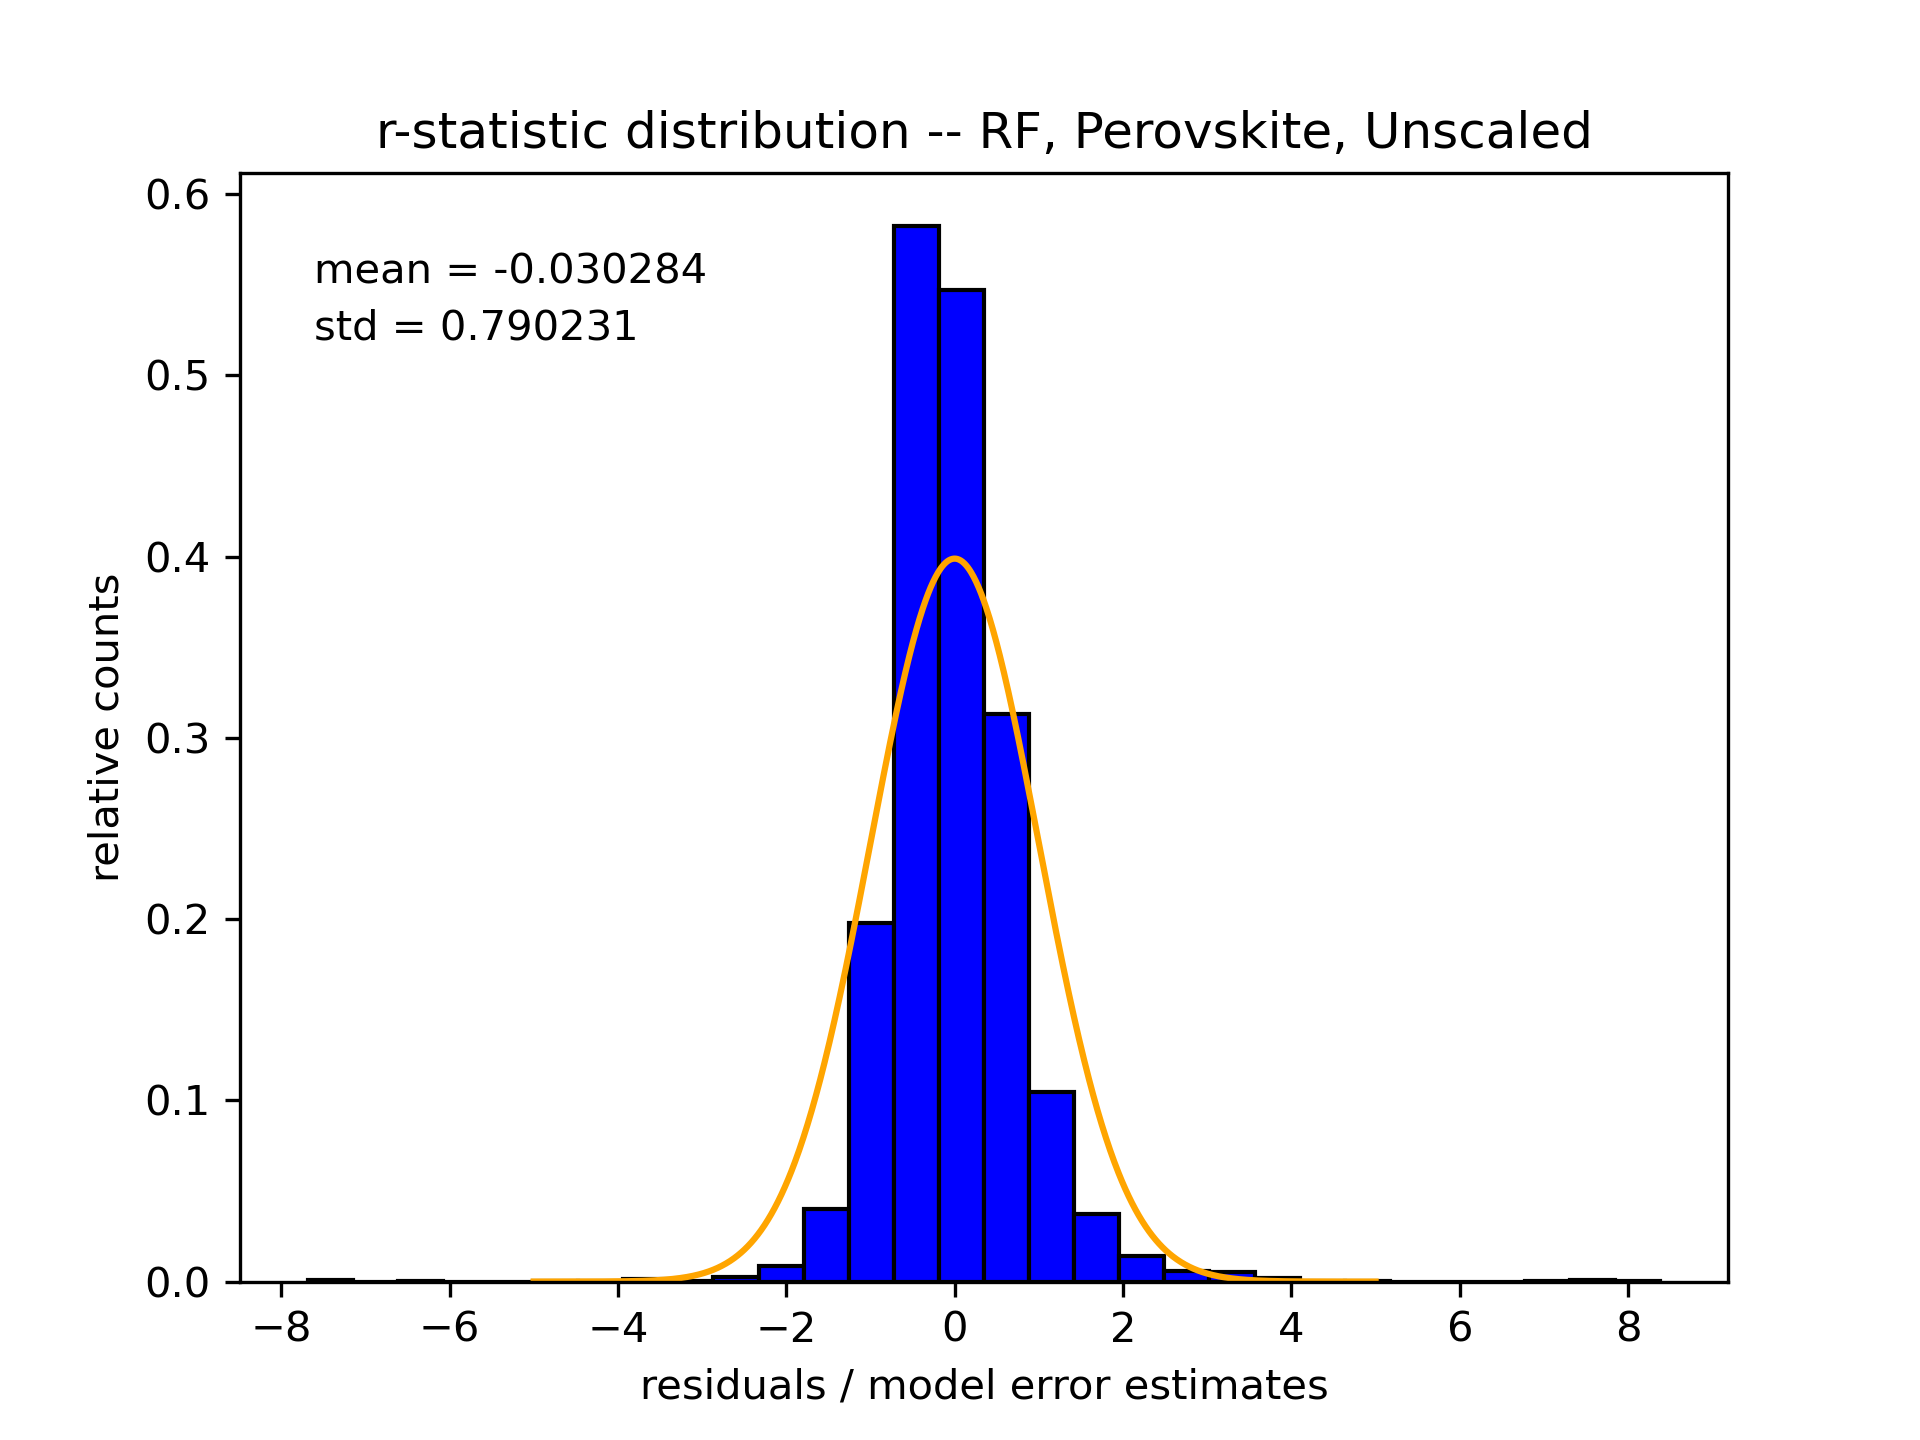 r-statistic distribution -- RF, Perovskite, Unscaled
mean = -0.030284
std = 0.790231
0.6
0.5
0.4
0.3
0.2
0.1
0.0
relative counts
−8 −6 −4 −2 0 2 4 6 8
residuals / model error estimates